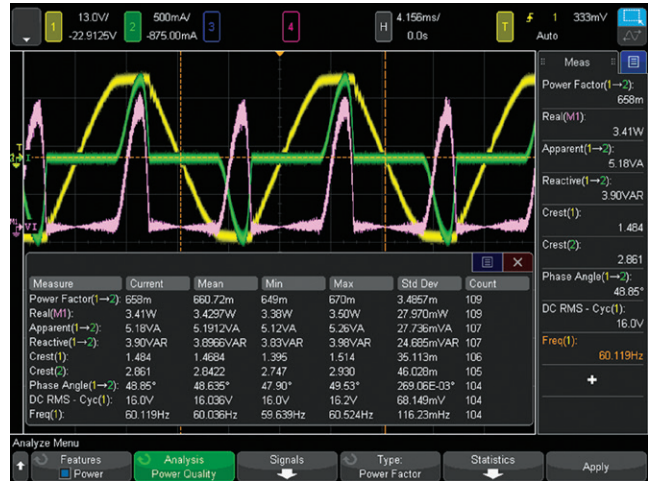 1 13.0V/ 2 500mA/ 3 4 H 4.156ms/ T 1 333mV
-22.9125V -875.00mA 0.0s Auto
Meas
Power Factor(1→2):
658m
Real(M1):
3.41W
Apparent(1→2):
5.18VA
Reactive(1→2):
3.90VAR
Crest(1):
1.484
Crest(2):
2.861
Phase Angle(1→2):
48.85°
DC RMS - Cyc(1):
16.0V
Freq(1):
60.119Hz
Measure Current Mean Min Max Std Dev Count
Power Factor(1→2): 658m 660.72m 649m 670m 3.4857m 109
Real(M1): 3.41W 3.4297W 3.38W 3.50W 27.970mW 109
Apparent(1→2): 5.18VA 5.1912VA 5.12VA 5.26VA 27.736mVA 107
Reactive(1→2): 3.90VAR 3.8966VAR 3.83VAR 3.98VAR 24.685mVAR 107
Crest(1): 1.484 1.4684 1.395 1.514 35.113m 106
Crest(2): 2.861 2.8422 2.747 2.930 46.028m 105
Phase Angle(1→2): 48.85° 48.635° 47.90° 49.53° 269.06E-03° 104
DC RMS - Cyc(1): 16.0V 16.036V 16.0V 16.2V 68.149mV 104
Freq(1): 60.119Hz 60.036Hz 59.639Hz 60.524Hz 116.23mHz 104
Analyze Menu
Features Analysis Signals Type: Statistics Apply
Power Power Quality Power Factor